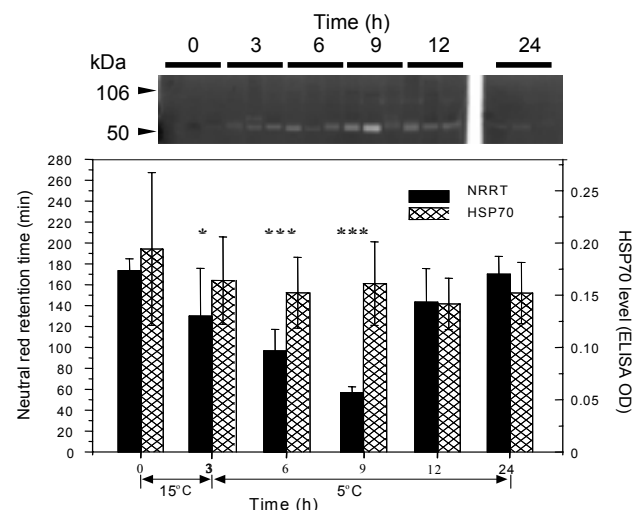 Time (h)
0 3 6 9 12 24
kDa
106
50
280
260
240
220
200
180
160
140
120
100
80
60
40
20
0
Neutral red retention time (min)
NRRT
HSP70
* *** ***
0.25
0.20
0.15
0.10
0.05
0.00
HSP70 level (ELISA OD)
0 3 6 9 12 24
15°C 5°C
Time (h)